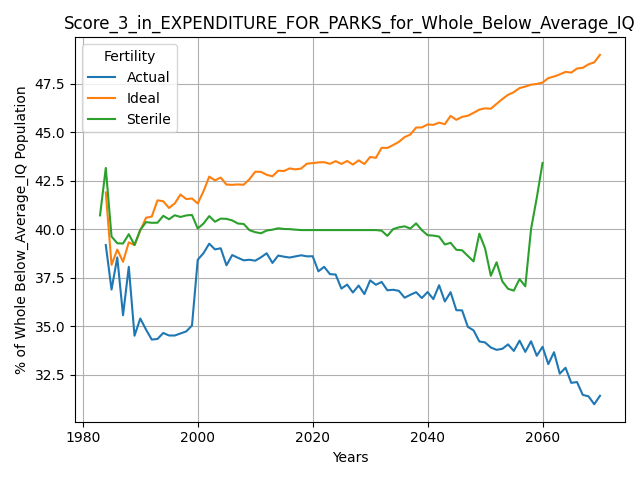 Score_3_in_EXPENDITURE_FOR_PARKS_for_Whole_Below_Average_IQ
Fertility
Actual
Ideal
Sterile
% of Whole Below_Average_IQ Population
47.5
45.0
42.5
40.0
37.5
35.0
32.5
1980
2000
2020
2040
2060
Years